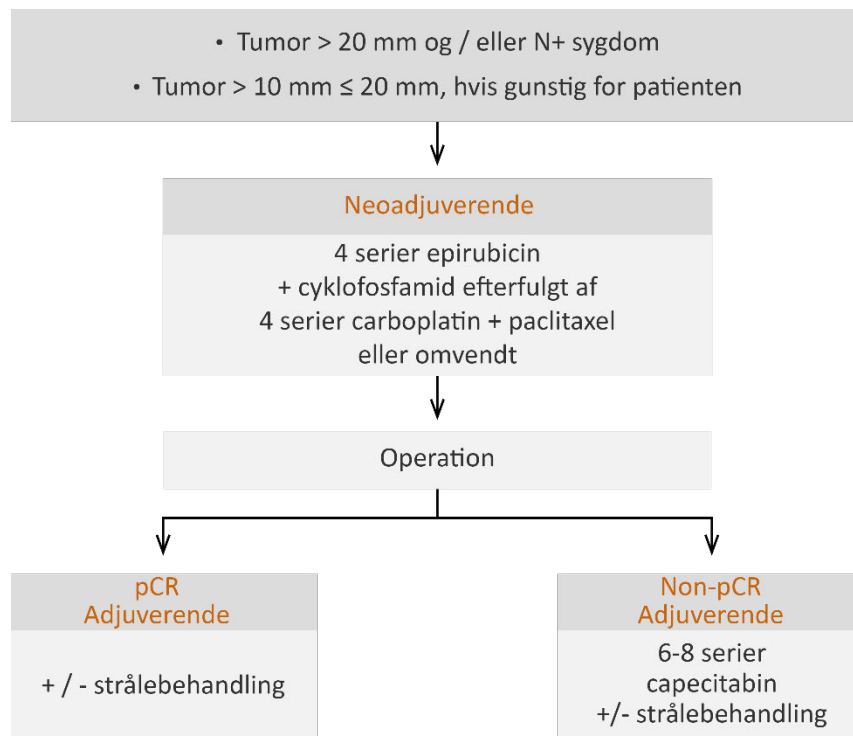 • Tumor > 20 mm og / eller N+ sygdom
• Tumor > 10 mm ≤ 20 mm, hvis gunstig for patienten
Neoadjuverende
4 serier epirubicin
+ cyklofosfamid efterfulgt af
4 serier carboplatin + paclitaxel
eller omvendt
Operation
pCR
Adjuverende
+ / - strålebehandling
Non-pCR
Adjuverende
6-8 serier
capecitabin
+/- strålebehandling